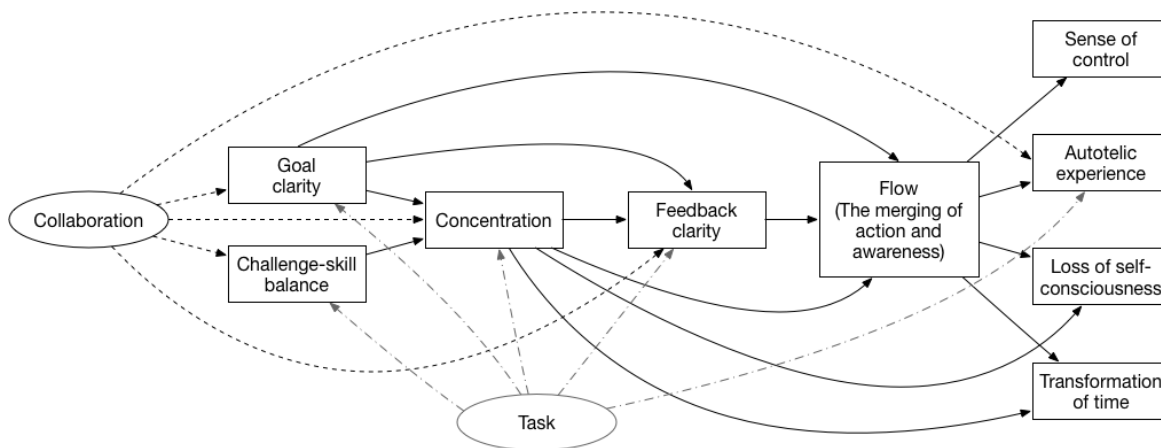 Collaboration
Goal
clarity
Challenge-skill
balance
Concentration
Feedback
clarity
Flow
(The merging of
action and
awareness)
Sense of
control
Autotelic
experience
Loss of self-
consciousness
Transformation
of time
Task